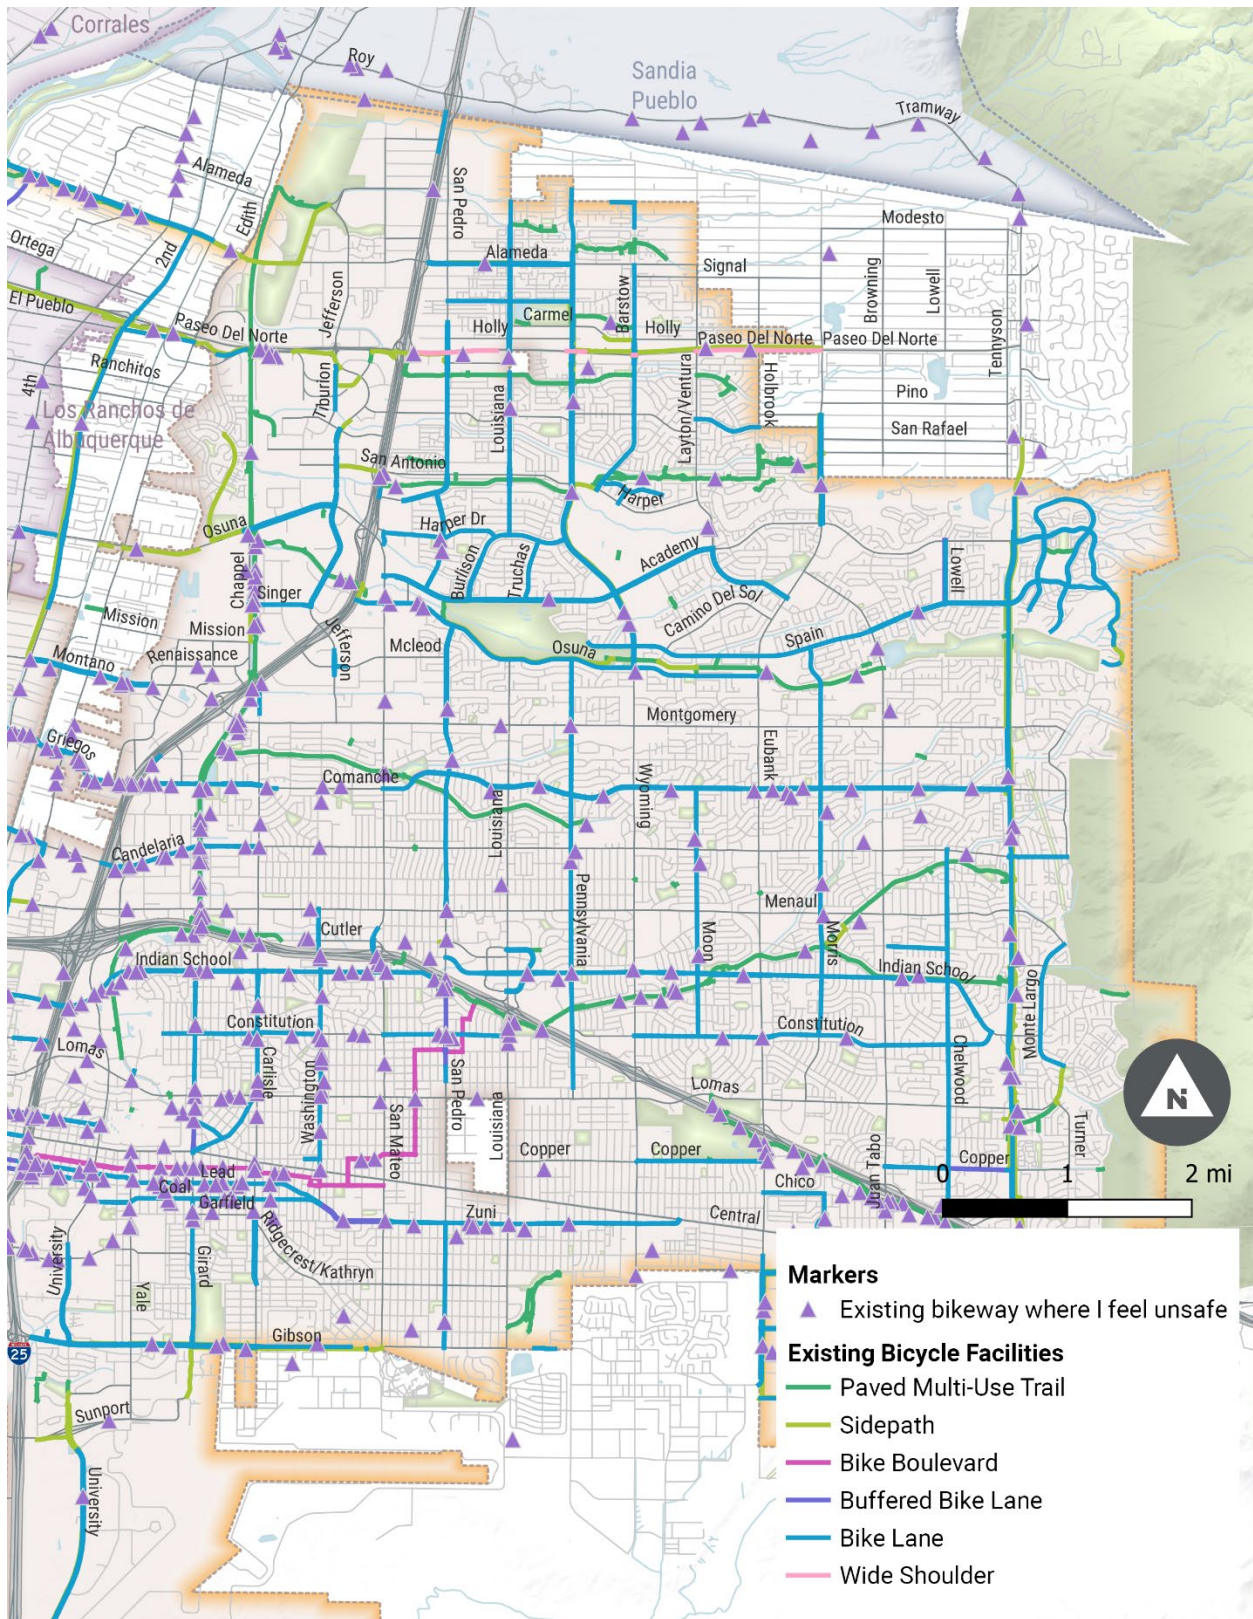 Corrales
Roy
Sandia
Pueblo
Tramway
Alameda
Edith
San Pedro
Modesto
Ortega
2nd
Alameda
Signal
Browning
Lowell
Jefferson
Barstow
El Pueblo
Carmel
Holly
Holly
Paseo Del Norte
Paseo Del Norte
Paseo Del Norte
Tennyson
Ranchitos
4th
Tiburion
Louisiana
Layton/Ventura
Holbrook
Pino
Los Ranchos de
Albuquerque
San Rafael
San Antonio
Harper
Osuna
Harper Dr
Academy
Burlison
Truchas
Lowell
Chappel
Singer
Camino Del Sol
Mission
Mission
Jefferson
Mcleod
Spain
Montano
Renaissance
Osuna
Montgomery
Griegos
Eubank
Comanche
Wyoming
Louisiana
Candelaria
Pennsylvania
Menaul
Cutler
Moon
Morris
Indian School
Indian School
Monte Largo
Constitution
Constitution
Lomas
Carlisle
Chelwood
Washington
San Pedro
Lomas
San Mateo
Louisiana
Turner
N
Copper
Copper
Copper
Lead
Juan Tabo
Coal
Chico
0 1 2 mi
Garfield
Zuni
Central
University
Girard
Ridgecrest/Kathryn
Yale
Gibson
25
Sunport
University
Markers
Existing bikeway where I feel unsafe
Existing Bicycle Facilities
Paved Multi-Use Trail
Sidepath
Bike Boulevard
Buffered Bike Lane
Bike Lane
Wide Shoulder